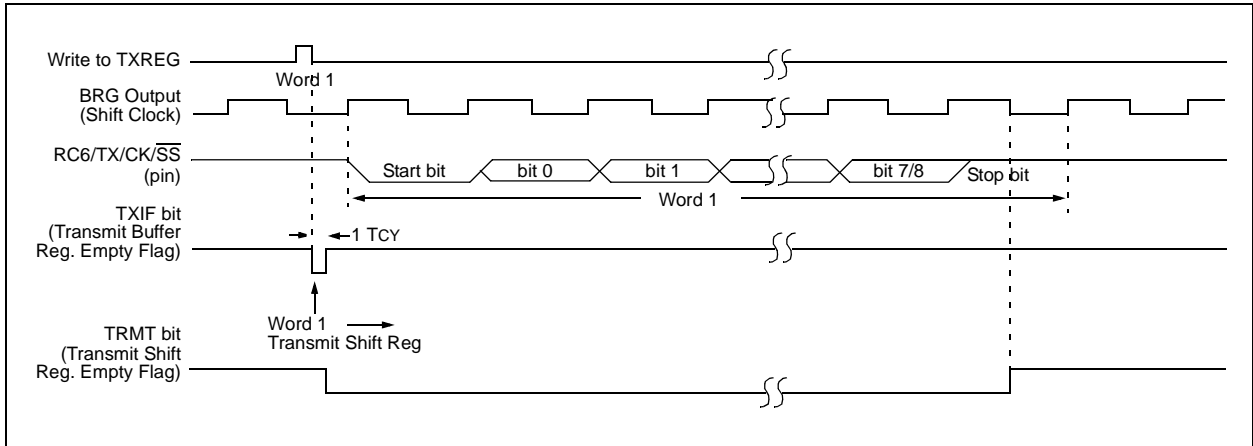 Write to TXREG
Word 1
BRG Output
(Shift Clock)
RC6/TX/CK/SS
(pin)
Start bit
bit 0
bit 1
bit 7/8
Stop bit
Word 1
TXIF bit
(Transmit Buffer
Reg. Empty Flag)
1 TCY
Word 1
Transmit Shift Reg
TRMT bit
(Transmit Shift
Reg. Empty Flag)